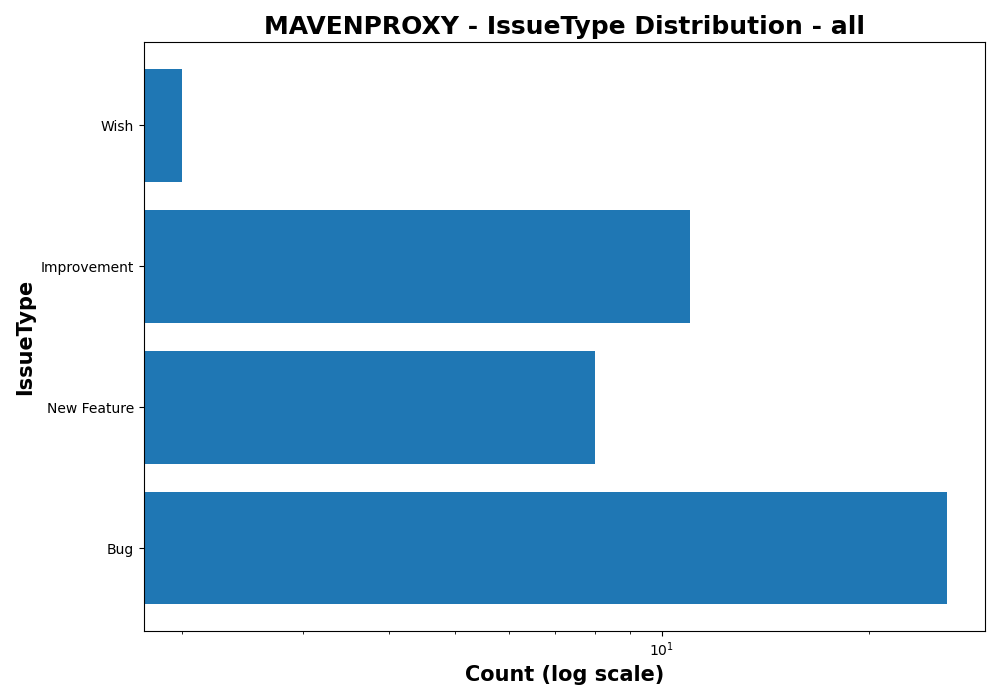 MAVENPROXY - IssueType Distribution - all
IssueType
Wish
Improvement
New Feature
Bug
10¹
Count (log scale)